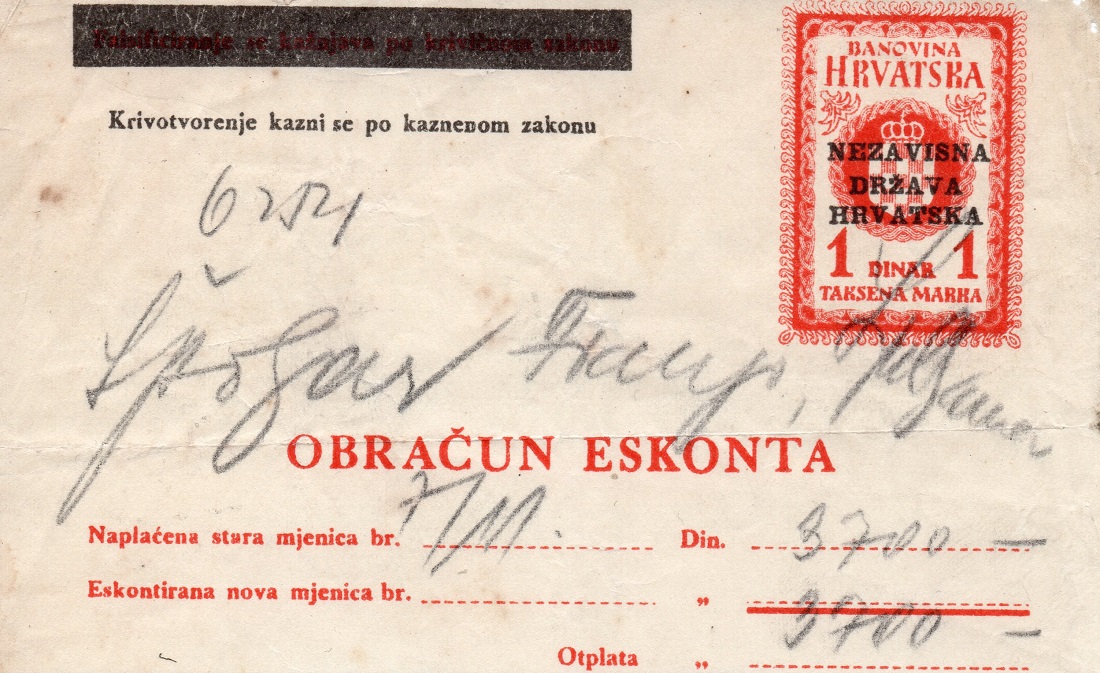 Falsificiranje se kažnjava po krivičnom zakonu
Krivotvorenje kazni se po kaznenom zakonu
BANOVINA
HRVATSKA
NEZAVISNA
DRŽAVA
HRVATSKA
1 DINAR 1
TAKSENA MARKA
OBRAČUN ESKONTA
Naplaćena stara mjenica br. Din. 3700 —
Eskontirana nova mjenica br. „ 3700 —
Otplata „